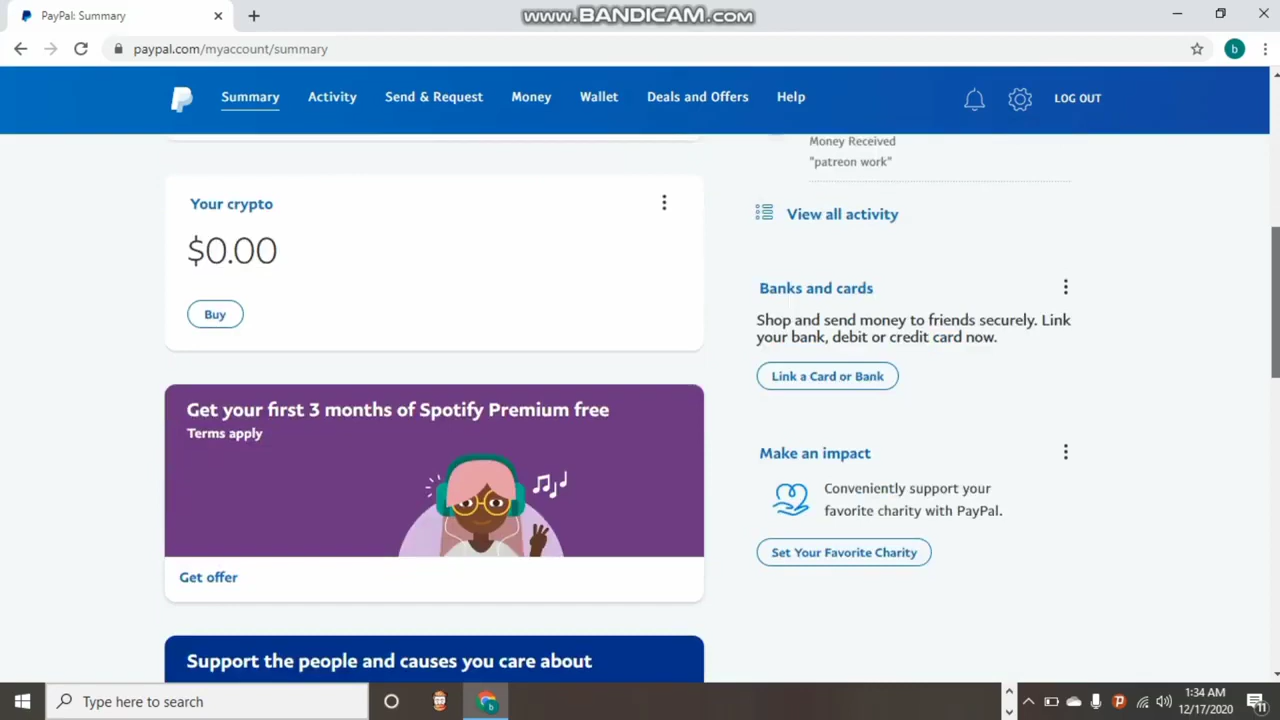 PayPal: Summary
www.BANDICAM.com
paypal.com/myaccount/summary
b
Summary
Activity
Send & Request
Money
Wallet
Deals and Offers
Help
LOG OUT
Money Received
"patreon work"
Your crypto
$0.00
Buy
View all activity
Banks and cards
Shop and send money to friends securely. Link
your bank, debit or credit card now.
Link a Card or Bank
Get your first 3 months of Spotify Premium free
Terms apply
Get offer
Make an impact
Conveniently support your
favorite charity with PayPal.
Set Your Favorite Charity
Support the people and causes you care about
Type here to search
b
1:34 AM
12/17/2020
11